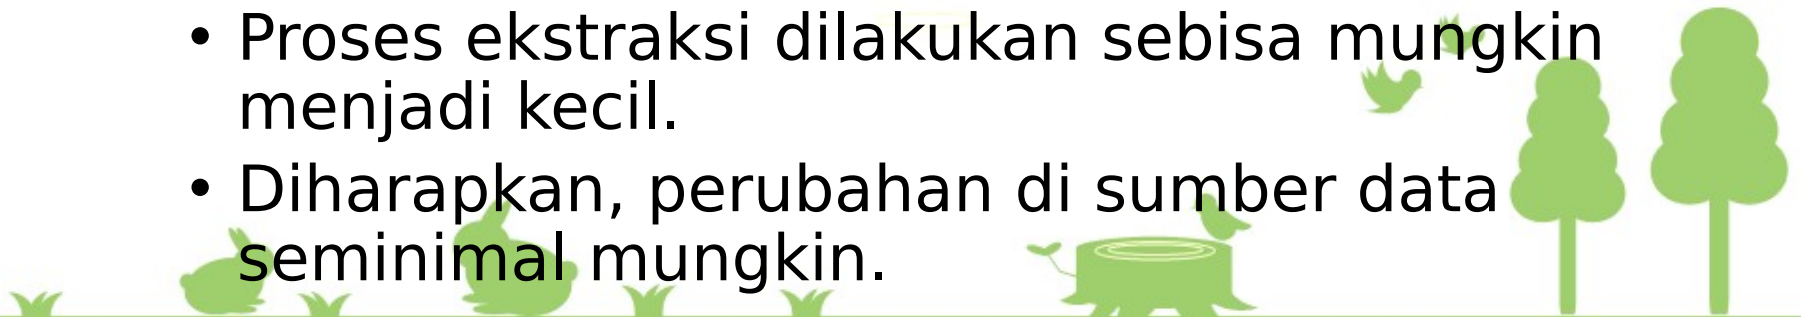 • Proses ekstraksi dilakukan sebisa mungkin
menjadi kecil.
• Diharapkan, perubahan di sumber data
seminimal mungkin.